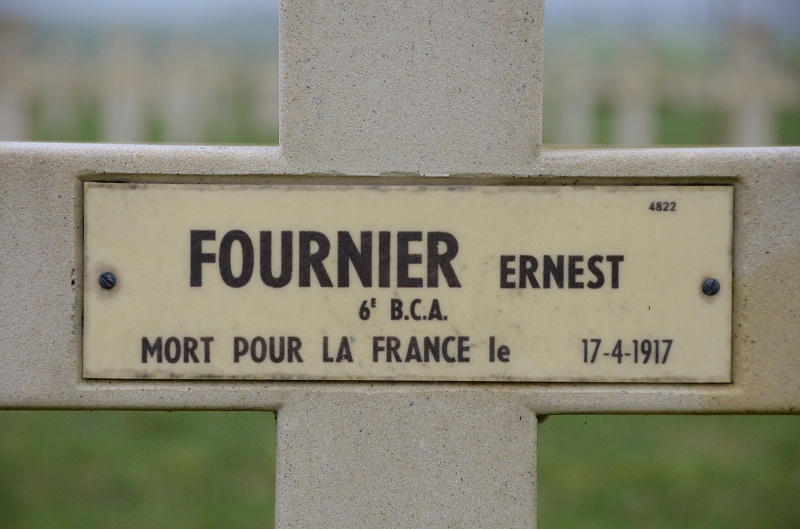 4822
FOURNIER ERNEST
6E B.C.A.
MORT POUR LA FRANCE le 17-4-1917